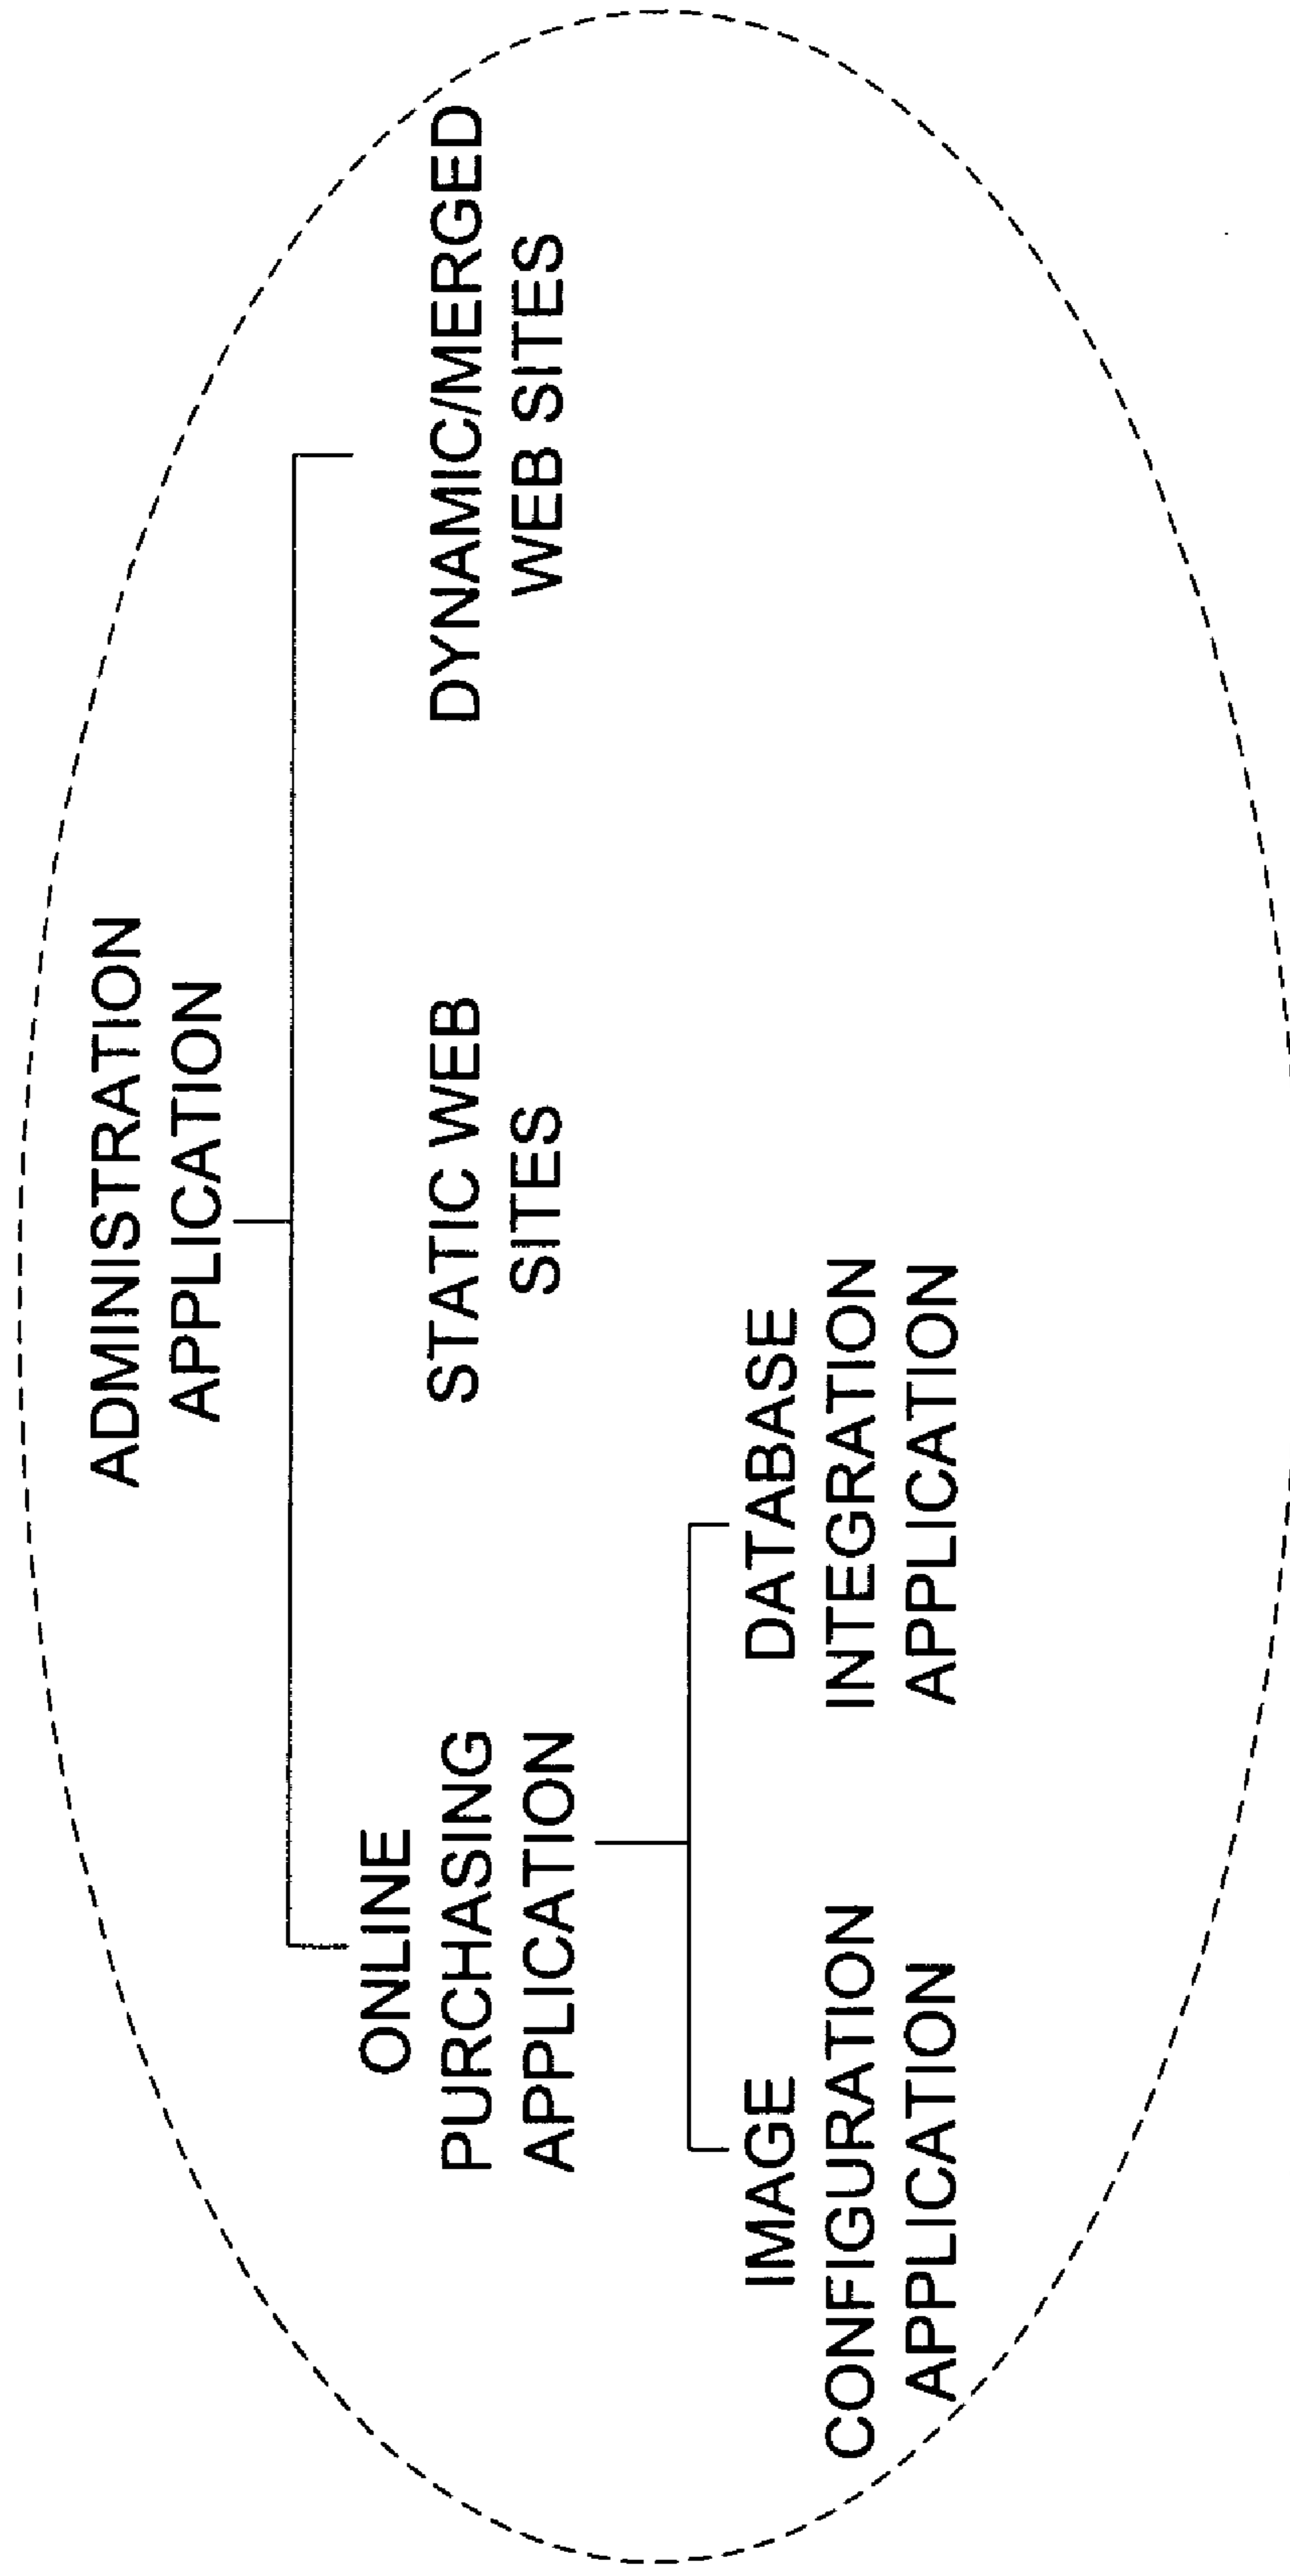 ADMINISTRATION
APPLICATION
ONLINE
PURCHASING
APPLICATION
STATIC WEB
SITES
DYNAMIC/MERGED
WEB SITES
IMAGE
CONFIGURATION
APPLICATION
DATABASE
INTEGRATION
APPLICATION